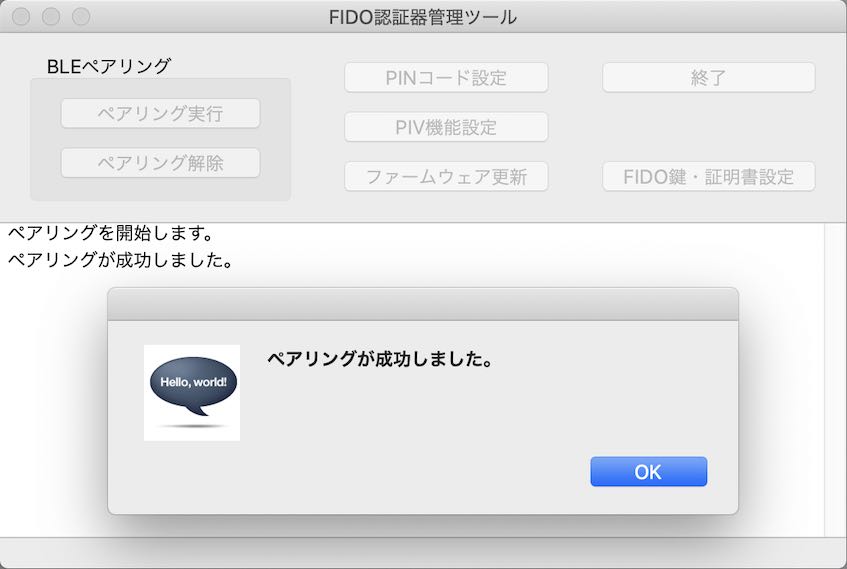 FIDO認証器管理ツール
BLEペアリング
ペアリング実行
ペアリング解除
PINコード設定
PIV機能設定
ファームウェア更新
終了
FIDO鍵・証明書設定
ペアリングを開始します。
ペアリングが成功しました。
Hello, world!
ペアリングが成功しました。
OK